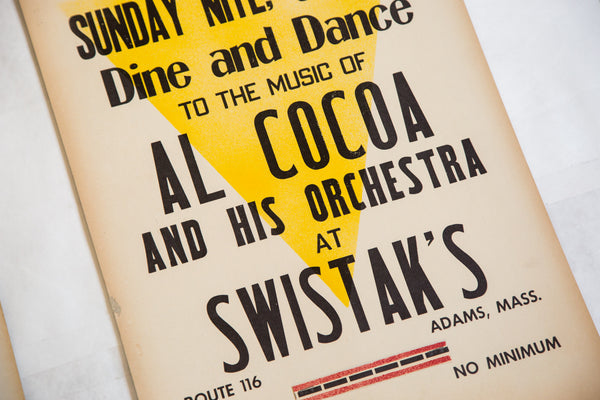 SUNDAY NITE,
Dine and Dance
TO THE MUSIC OF
AL COCOA
AND HIS ORCHESTRA
AT
SWISTAK'S
ADAMS, MASS.
ROUTE 116
NO MINIMUM